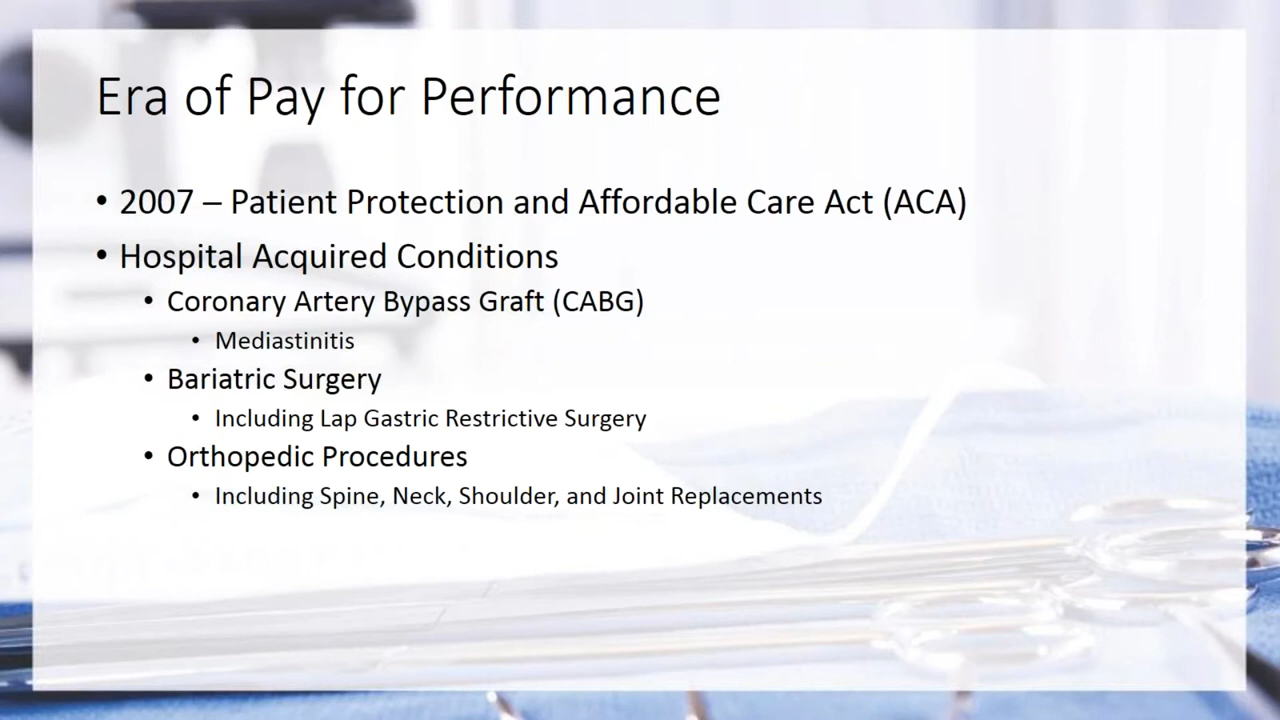 Era of Pay for Performance
• 2007 – Patient Protection and Affordable Care Act (ACA)
• Hospital Acquired Conditions
• Coronary Artery Bypass Graft (CABG)
• Mediastinitis
• Bariatric Surgery
• Including Lap Gastric Restrictive Surgery
• Orthopedic Procedures
• Including Spine, Neck, Shoulder, and Joint Replacements